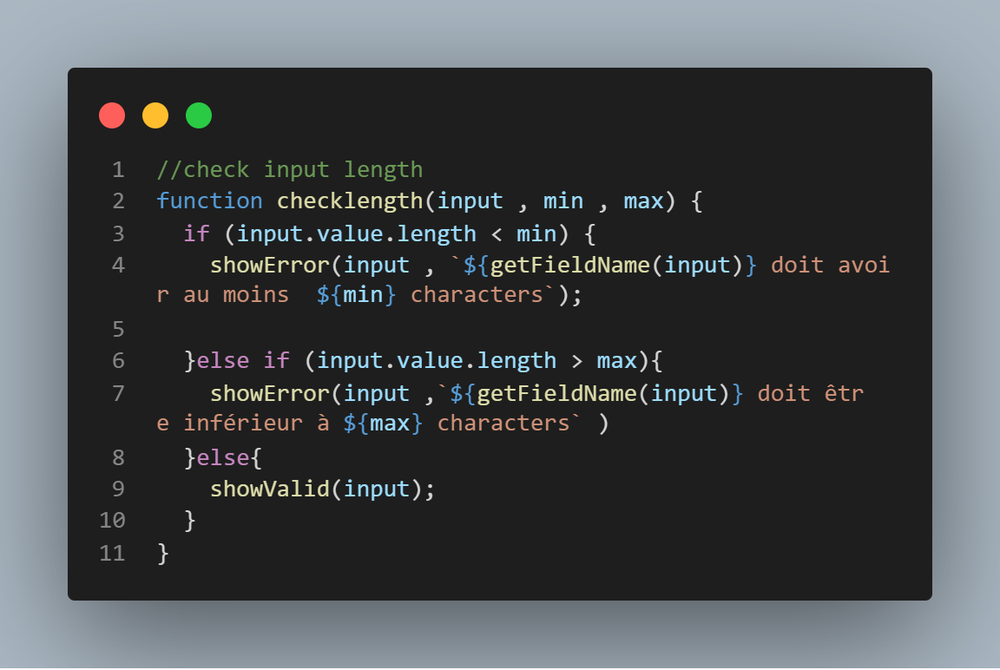 1 //check input length
2 function checklength(input , min , max) {
3   if (input.value.length < min) {
4     showError(input , `${getFieldName(input)} doit avoi
r au moins  ${min} characters`);
5
6   }else if (input.value.length > max){
7     showError(input ,`${getFieldName(input)} doit êtr
e inférieur à ${max} characters` )
8   }else{
9     showValid(input);
10   }
11 }